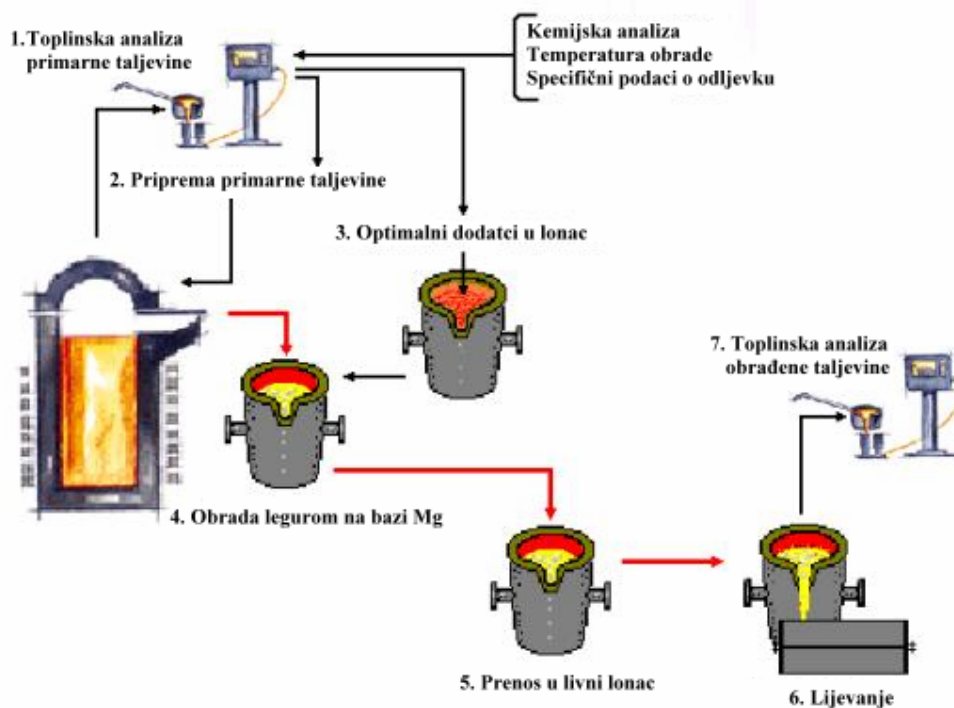 1.Toplinska analiza
primarne taljevine
Kemijska analiza
Temperatura obrade
Specifični podaci o odljevku
2. Priprema primarne taljevine
3. Optimalni dodatci u lonac
7. Toplinska analiza
obrađene taljevine
4. Obrada legurom na bazi Mg
5. Prenos u livni lonac
6. Lijevanje